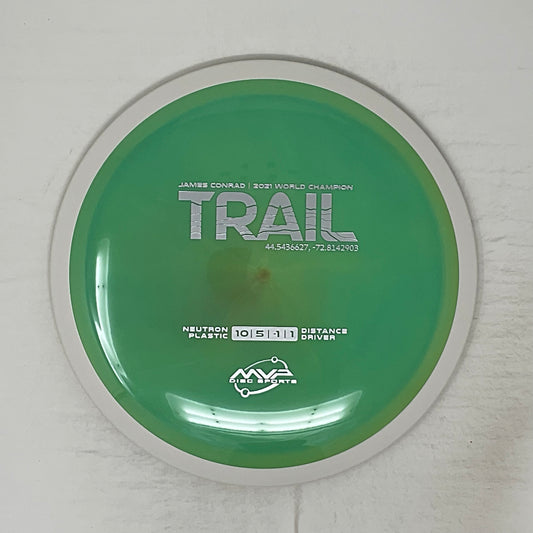 JAMES CONRAD | 2021 WORLD CHAMPION
TRAIL
44.5436627, -72.8142903
NEUTRON PLASTIC 10 | 5 | -1 | 1 DISTANCE DRIVER
MVP
DISC SPORTS